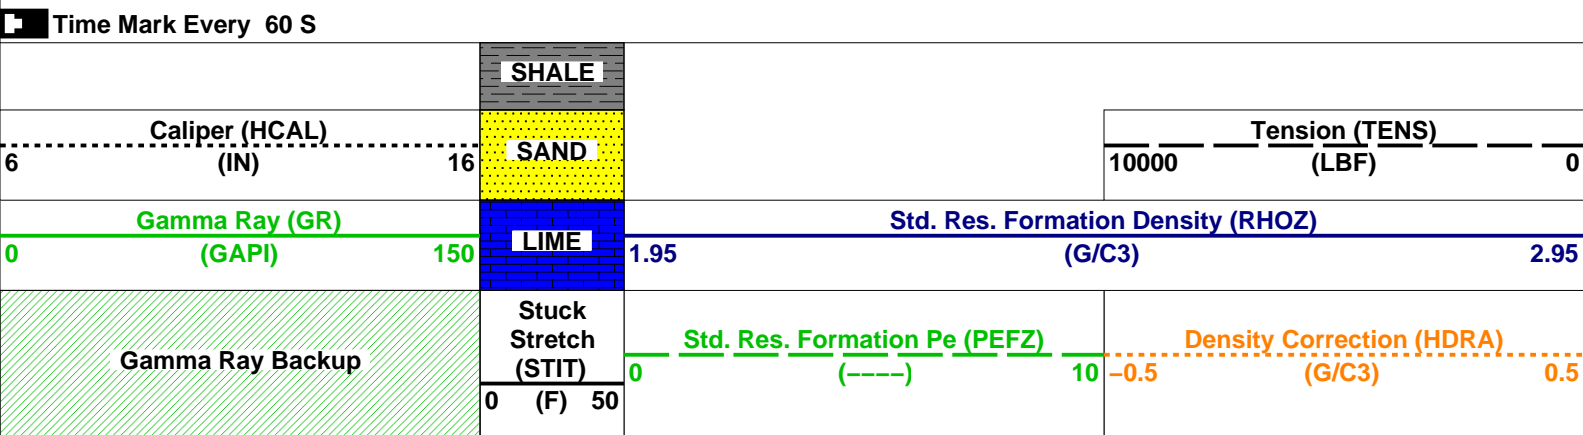 Time Mark Every 60 S
SHALE
Caliper (HCAL)
6 (IN) 16
SAND
Tension (TENS)
10000 (LBF) 0
Gamma Ray (GR)
0 (GAPI) 150
LIME
Std. Res. Formation Density (RHOZ)
1.95 (G/C3) 2.95
Gamma Ray Backup
Stuck
Stretch
(STIT)
0 (F) 50
Std. Res. Formation Pe (PEFZ)
0 (−−−−) 10
Density Correction (HDRA)
−0.5 (G/C3) 0.5